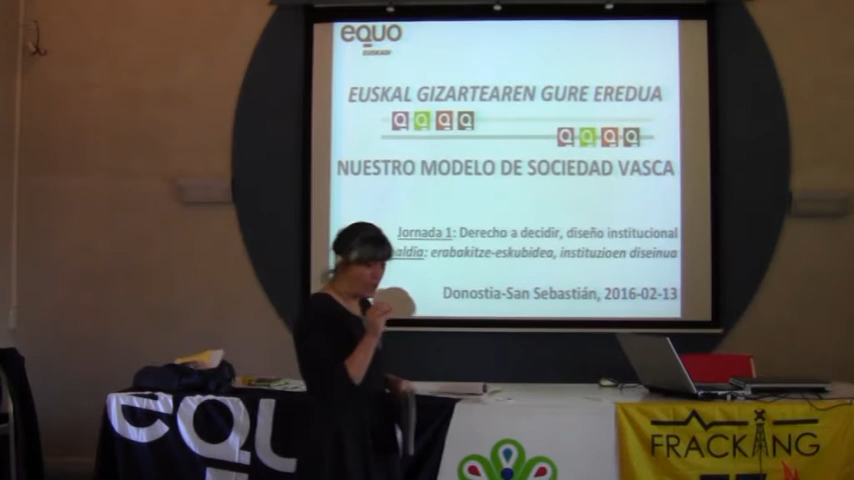 eQUO
EUSKADI
EUSKAL GIZARTEAREN GURE EREDUA
NUESTRO MODELO DE SOCIEDAD VASCA
Jornada 1: Derecho a decidir, diseño institucional
aldia: erabakitze-eskubidea, instituzioen diseinua
Donostia-San Sebastián, 2016-02-13
eQU
FRACKING